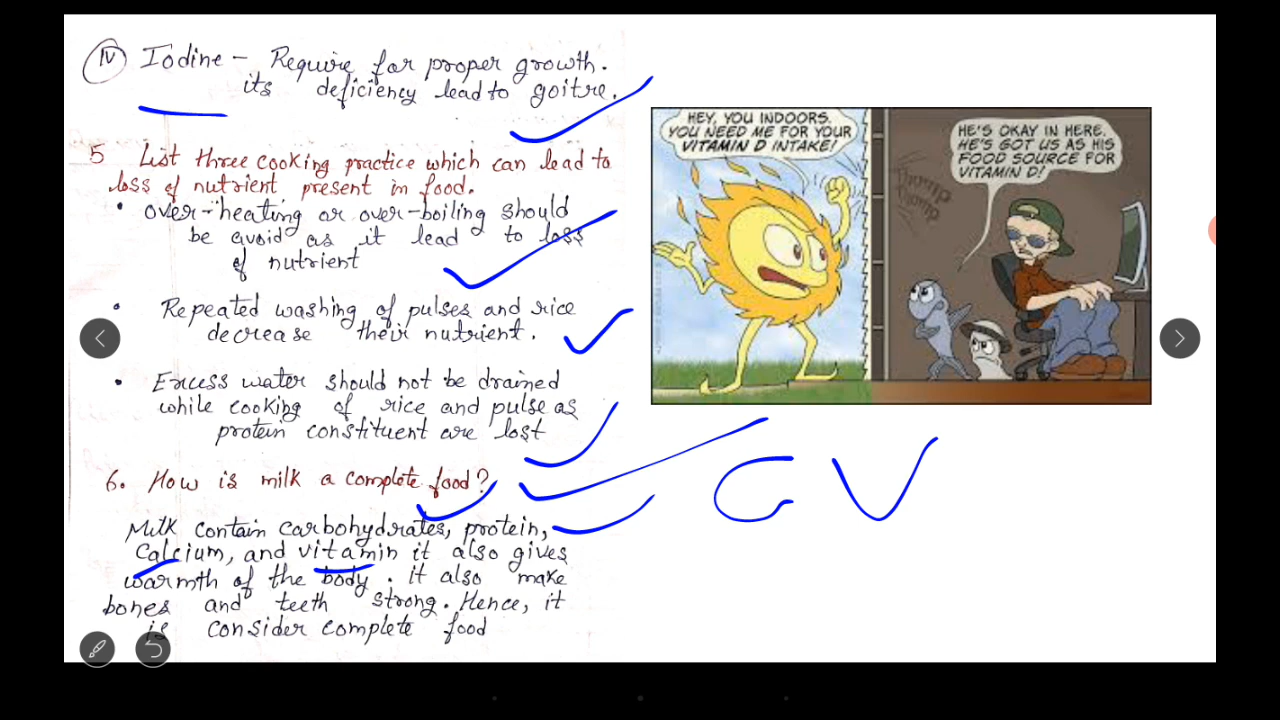 IV Iodine - Require for proper growth.
its deficiency lead to goitre.
5 List three cooking practice which can lead to
loss of nutrient present in food.
• over-heating or over-boiling should
be avoid as it lead to loss
of nutrient
• Repeated washing of pulses and rice
decrease their nutrient.
• Excess water should not be drained
while cooking of rice and pulse as
protein constituent are lost
6. How is milk a complete food?
Milk contain carbohydrates, protein,
Calcium, and vitamin it also gives
warmth of the body. it also make
bones and teeth strong. Hence, it
is consider complete food
HEY, YOU INDOORS.
YOU NEED ME FOR YOUR
VITAMIN D INTAKE!
HE'S OKAY IN HERE.
HE'S GOT US AS HIS
FOOD SOURCE FOR
VITAMIN D!
Thomp
Thomp
G V